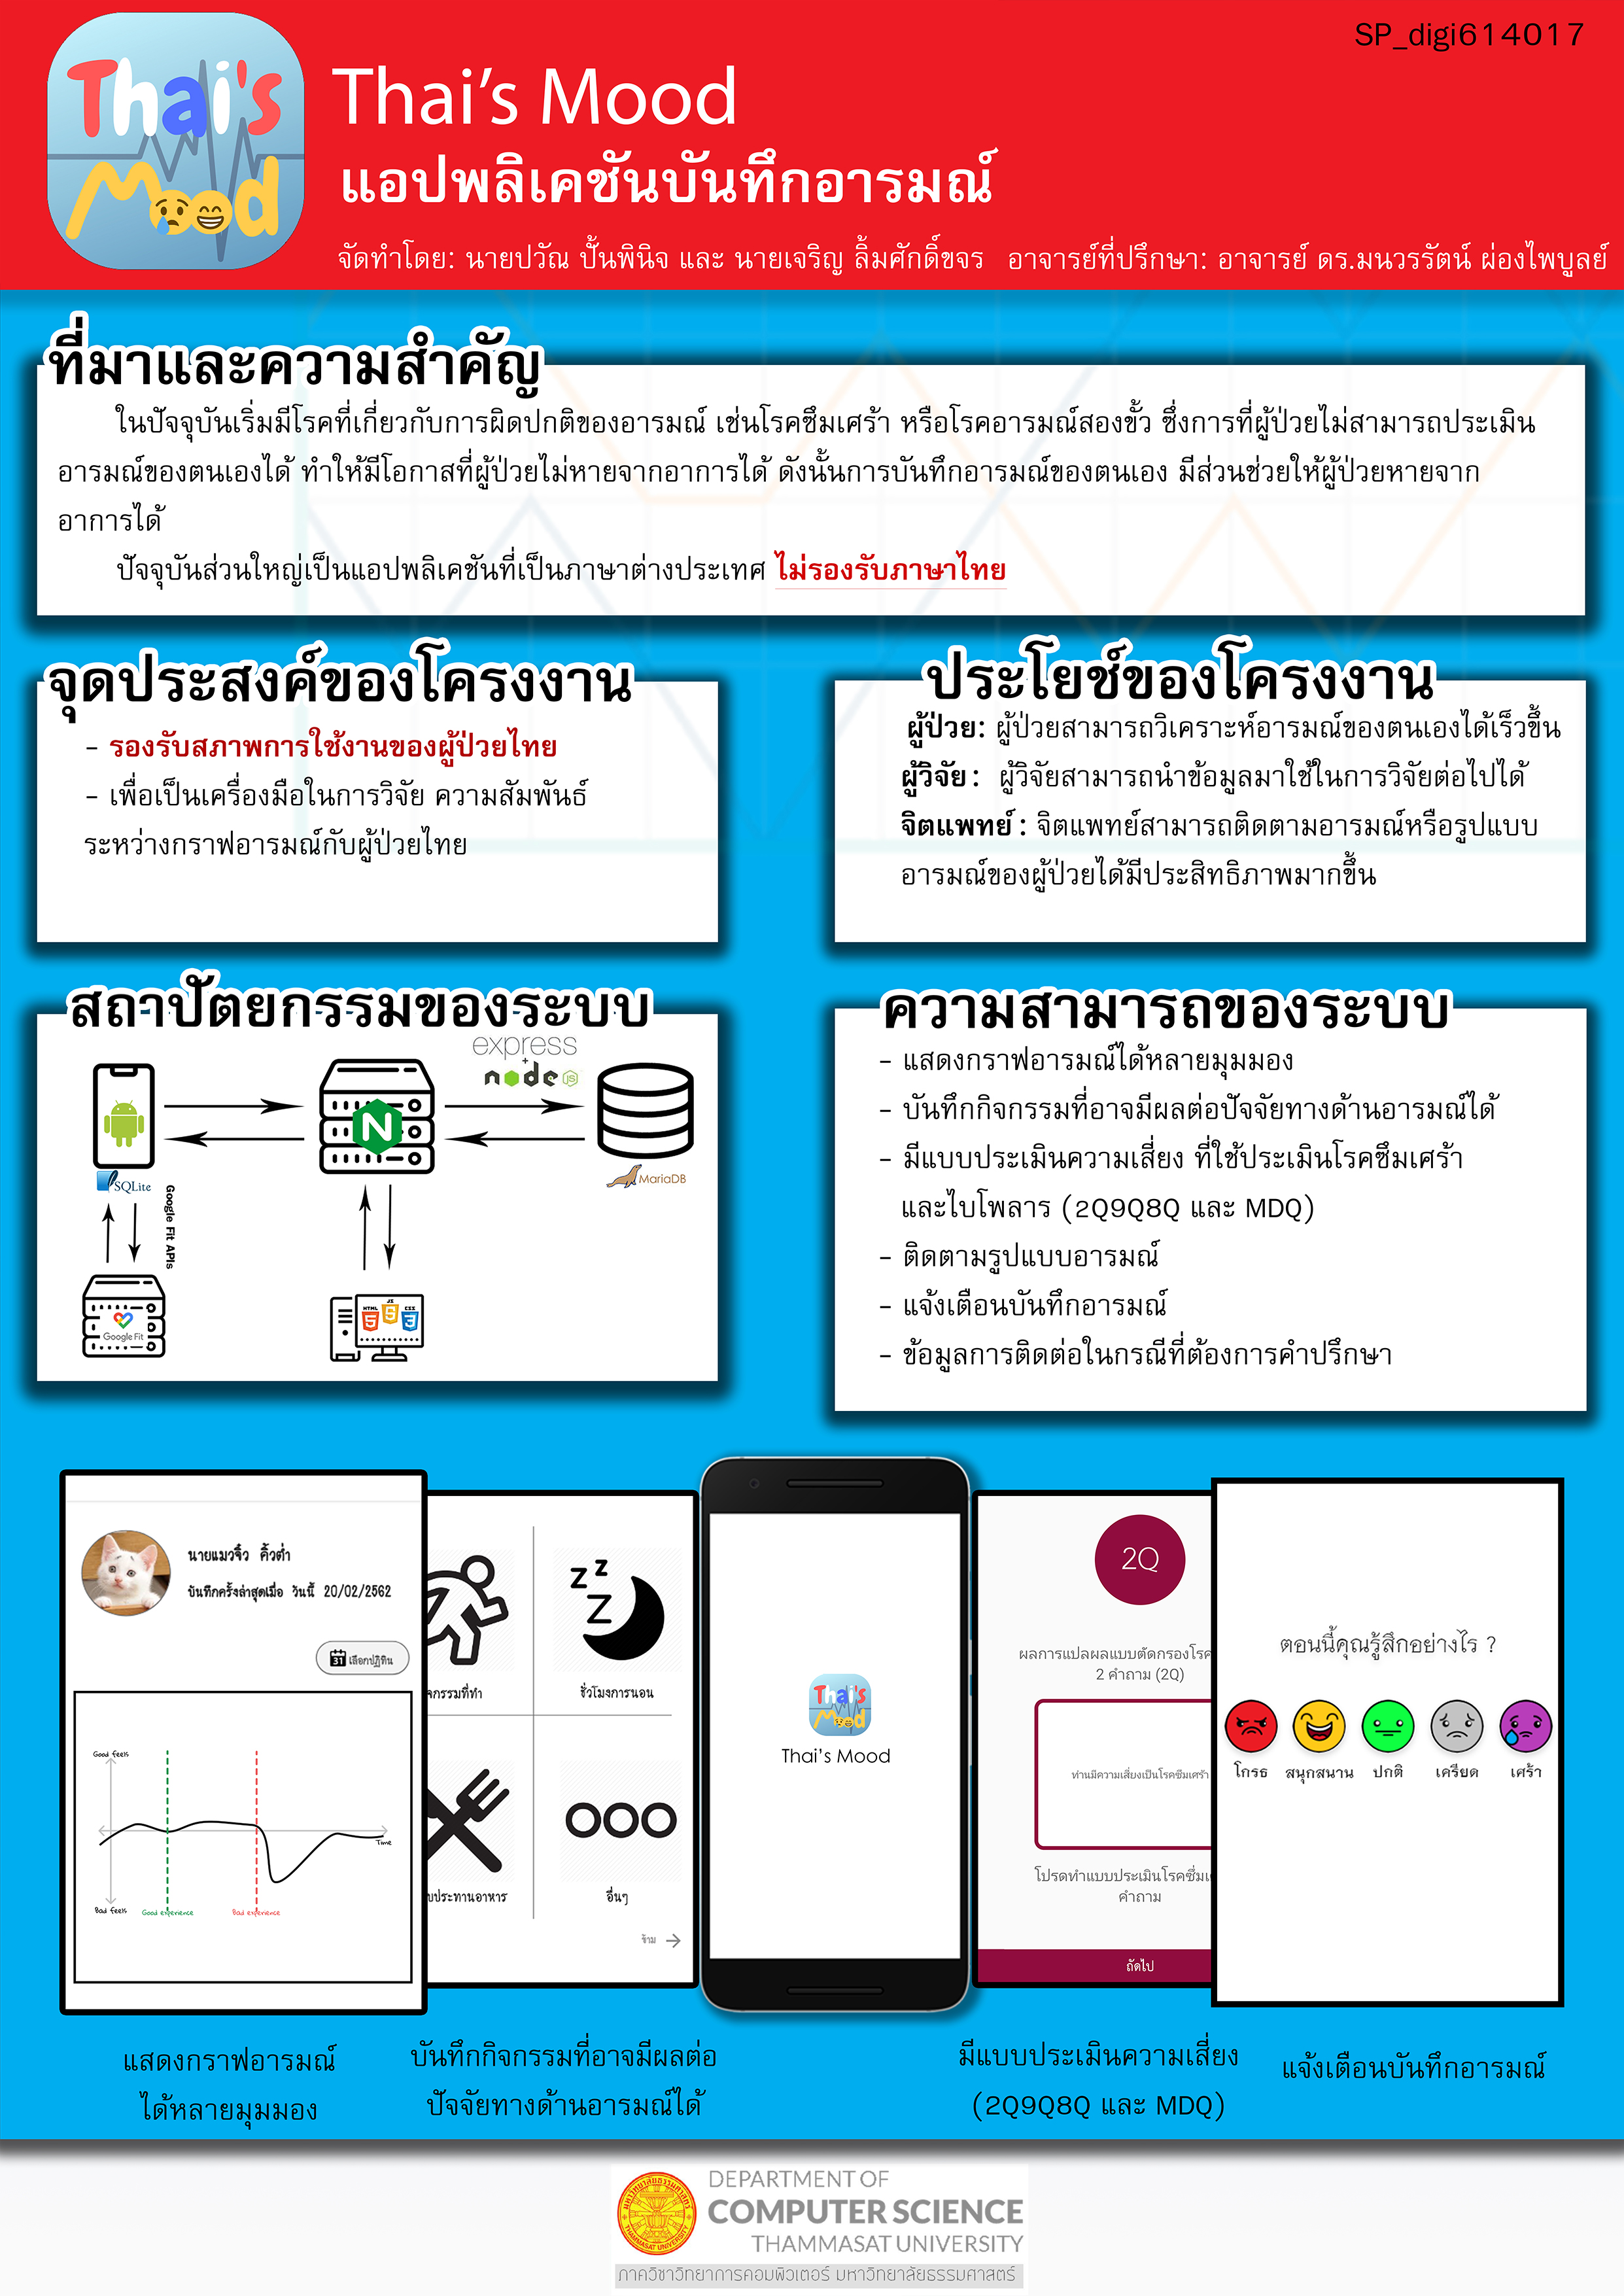 SP_digi614017
Thai's Mood
Thai's Mood
แอปพลิเคชันบันทึกอารมณ์
จัดทำโดย: นายปวัณ ปั้นพินิจ และ นายเจริญ ลิ้มศักดิ์ขจร อาจารย์ที่ปรึกษา: อาจารย์ ดร.มนวรรัตน์ ผ่องไพบูลย์
ที่มาและความสำคัญ
ในปัจจุบันเริ่มมีโรคที่เกี่ยวกับการผิดปกติของอารมณ์ เช่นโรคซึมเศร้า หรือโรคอารมณ์สองขั้ว ซึ่งการที่ผู้ป่วยไม่สามารถประเมิน
อารมณ์ของตนเองได้ ทำให้มีโอกาสที่ผู้ป่วยไม่หายจากอาการได้ ดังนั้นการบันทึกอารมณ์ของตนเอง มีส่วนช่วยให้ผู้ป่วยหายจาก
อาการได้
ปัจจุบันส่วนใหญ่เป็นแอปพลิเคชันที่เป็นภาษาต่างประเทศ ไม่รองรับภาษาไทย
จุดประสงค์ของโครงงาน
- รองรับสภาพการใช้งานของผู้ป่วยไทย
- เพื่อเป็นเครื่องมือในการวิจัย ความสัมพันธ์
ระหว่างกราฟอารมณ์กับผู้ป่วยไทย
ประโยชน์ของโครงงาน
ผู้ป่วย: ผู้ป่วยสามารถวิเคราะห์อารมณ์ของตนเองได้เร็วขึ้น
ผู้วิจัย: ผู้วิจัยสามารถนำข้อมูลมาใช้ในการวิจัยต่อไปได้
จิตแพทย์: จิตแพทย์สามารถติดตามอารมณ์หรือรูปแบบ
อารมณ์ของผู้ป่วยได้มีประสิทธิภาพมากขึ้น
สถาปัตยกรรมของระบบ
express
+
node JS
N
SQLite
MariaDB
Google Fit APIs
Google Fit
HTML 5
JS 5
CSS 3
ความสามารถของระบบ
- แสดงกราฟอารมณ์ได้หลายมุมมอง
- บันทึกกิจกรรมที่อาจมีผลต่อปัจจัยทางด้านอารมณ์ได้
- มีแบบประเมินความเสี่ยง ที่ใช้ประเมินโรคซึมเศร้า
และไบโพลาร (2Q9Q8Q และ MDQ)
- ติดตามรูปแบบอารมณ์
- แจ้งเตือนบันทึกอารมณ์
- ข้อมูลการติดต่อในกรณีที่ต้องการคำปรึกษา
นายแมวจิ๋ว คิ้วต่ำ
บันทึกครั้งล่าสุดเมื่อ วันนี้ 20/02/2562
31 เลือกปฏิทิน
Good feels
Time
Bad feels
Good experience
Bad experience
จกรรมที่ทำ
Z Z Z
ชั่วโมงการนอน
บประทานอาหาร
อื่นๆ
ข้าม
Thai's Mood
Thai's Mood
2Q
ผลการแปลผลแบบคัดกรองโรค
2 คำถาม (2Q)
ท่านมีความเสี่ยงเป็นโรคซึมเศร้า
โปรดทำแบบประเมินโรคซึ่มเ
คำถาม
ถัดไป
ตอนนี้คุณรู้สึกอย่างไร ?
โกรธ สนุกสนาน ปกติ เครียด เศร้า
แสดงกราฟอารมณ์
ได้หลายมุมมอง
บันทึกกิจกรรมที่อาจมีผลต่อ
ปัจจัยทางด้านอารมณ์ได้
มีแบบประเมินความเสี่ยง
(2Q9Q8Q และ MDQ)
แจ้งเตือนบันทึกอารมณ์
DEPARTMENT OF
COMPUTER SCIENCE
THAMMASAT UNIVERSITY
ภาควิชาวิทยาการคอมพิวเตอร์ มหาวิทยาลัยธรรมศาสตร์
มหาวิทยาลัยธรรมศาสตร์
THAMMASAT UNIVERSITY